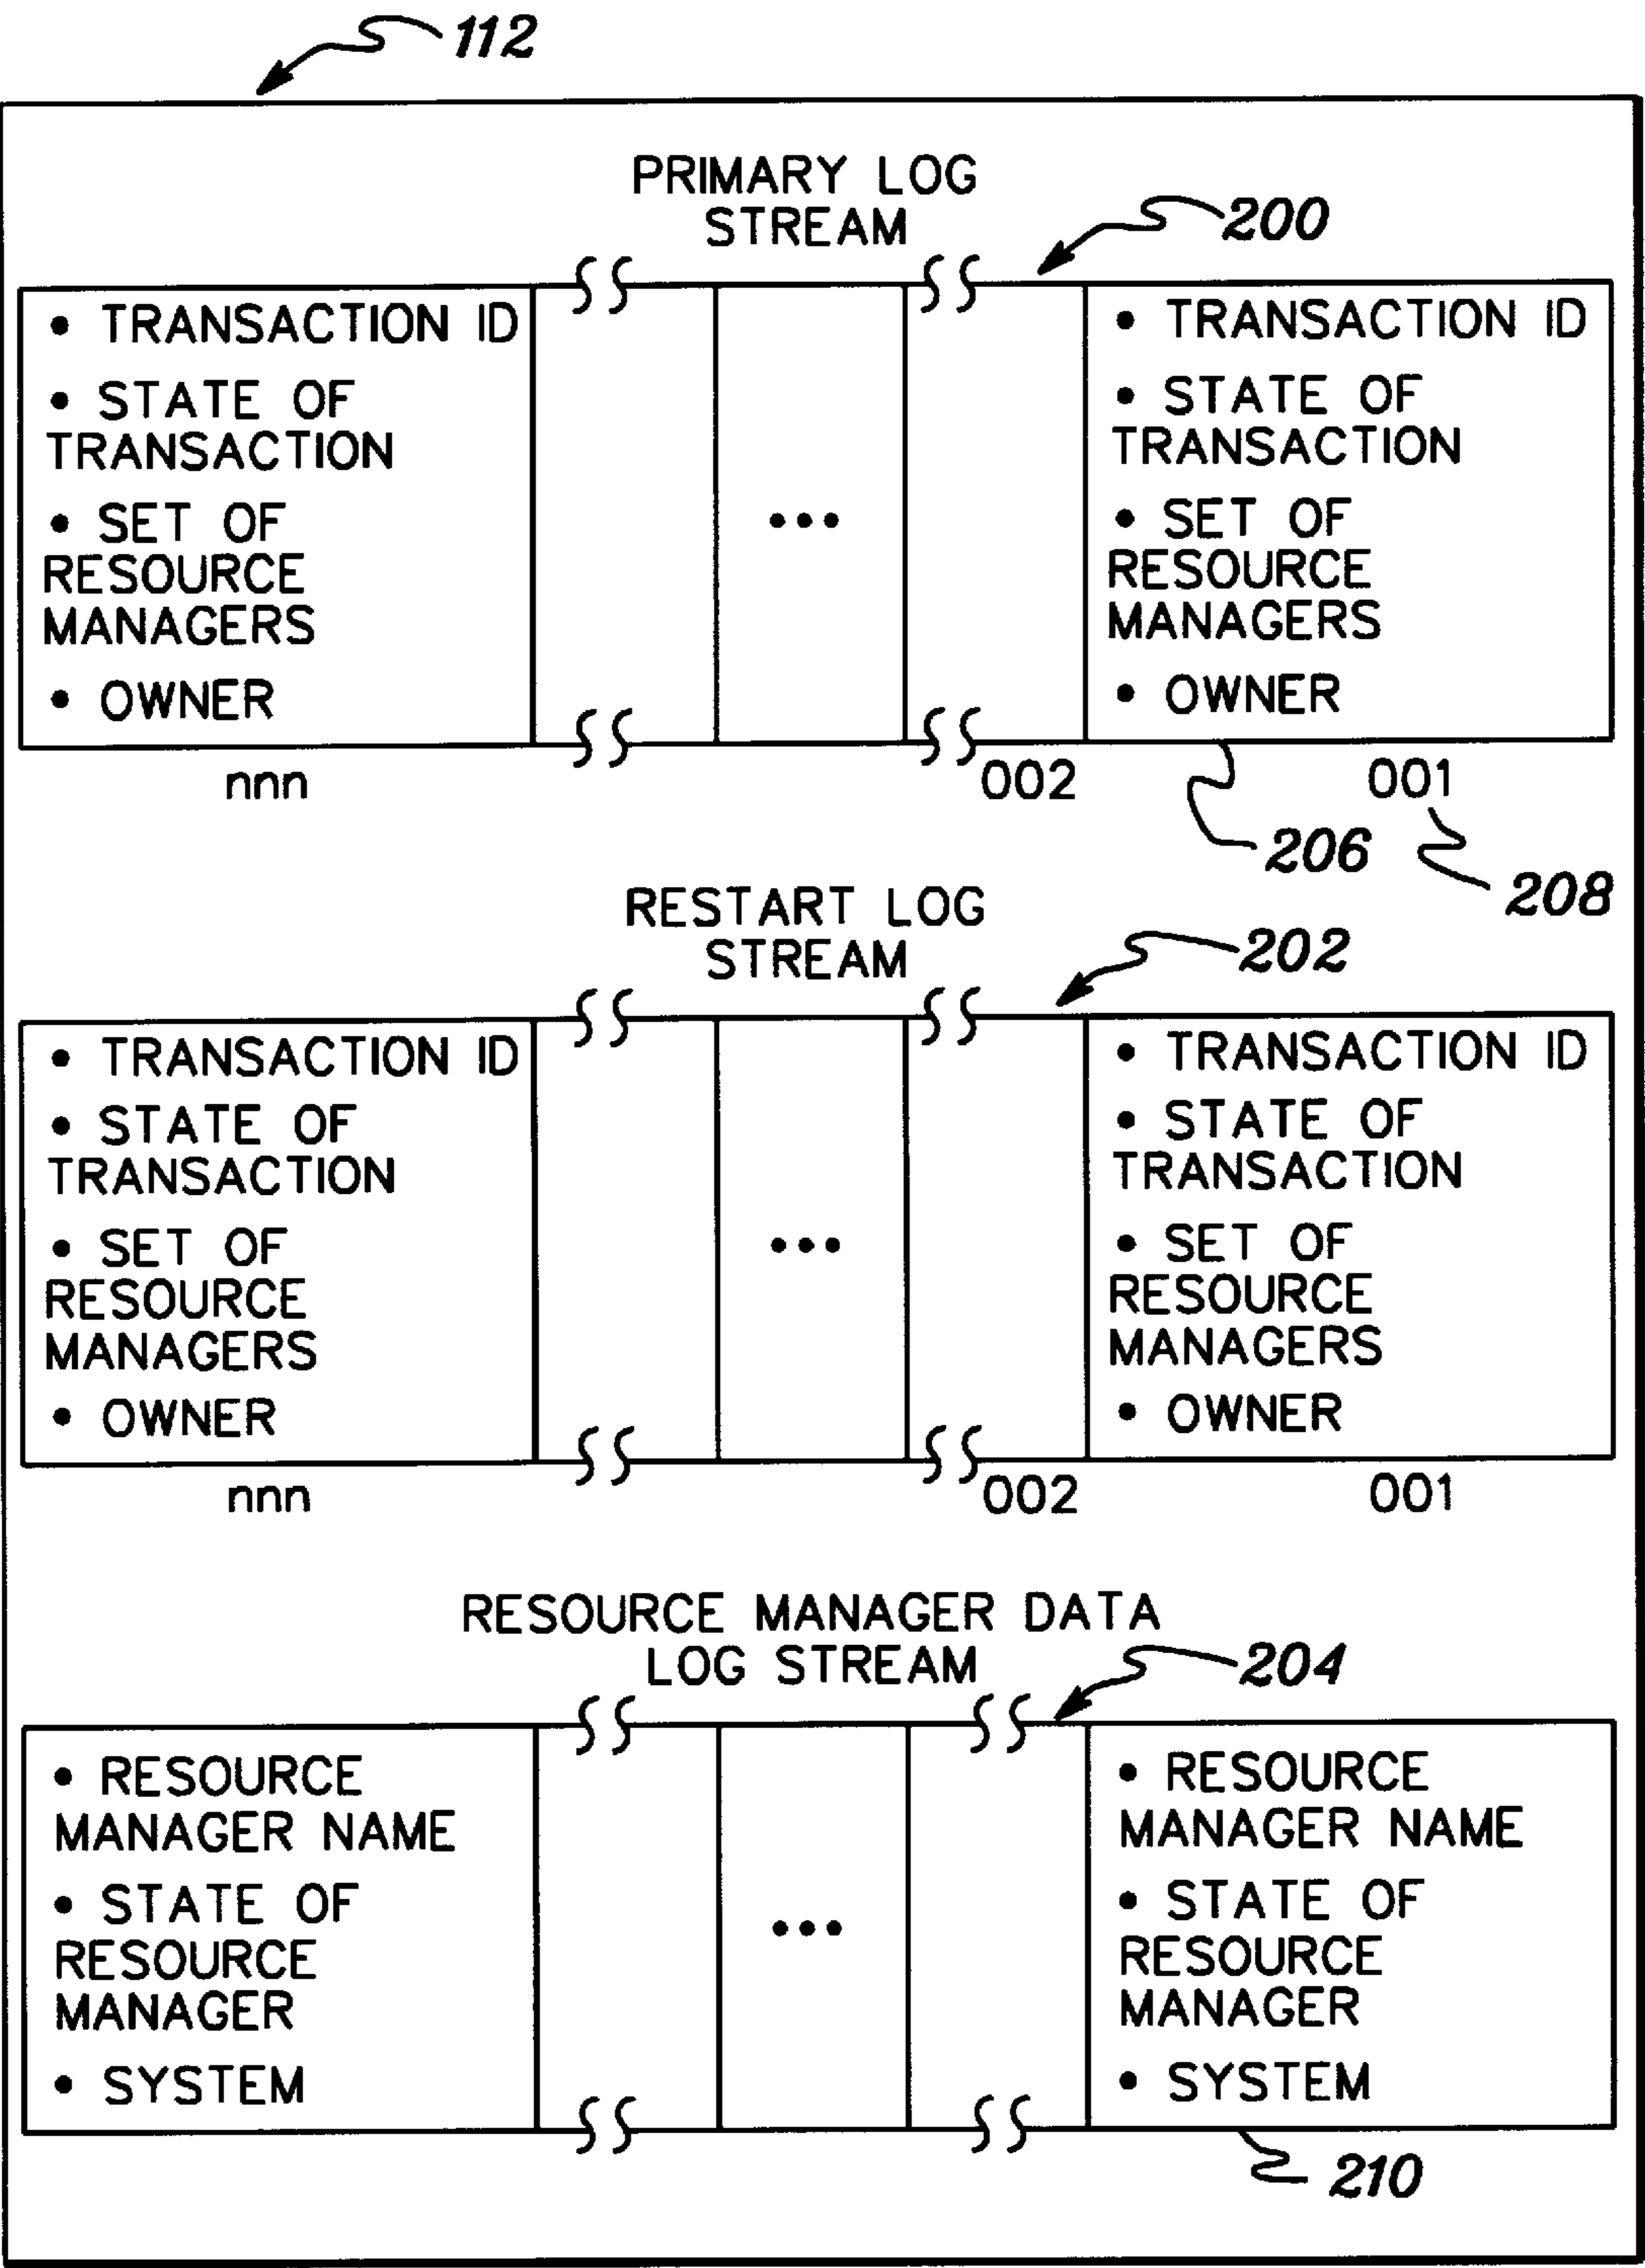 112
PRIMARY LOG
STREAM
200
• TRANSACTION ID
• STATE OF
TRANSACTION
• SET OF
RESOURCE
MANAGERS
• OWNER
•••
• TRANSACTION ID
• STATE OF
TRANSACTION
• SET OF
RESOURCE
MANAGERS
• OWNER
nnn
002
001
206
208
RESTART LOG
STREAM
202
• TRANSACTION ID
• STATE OF
TRANSACTION
• SET OF
RESOURCE
MANAGERS
• OWNER
•••
• TRANSACTION ID
• STATE OF
TRANSACTION
• SET OF
RESOURCE
MANAGERS
• OWNER
nnn
002
001
RESOURCE MANAGER DATA
LOG STREAM
204
• RESOURCE
MANAGER NAME
• STATE OF
RESOURCE
MANAGER
• SYSTEM
•••
• RESOURCE
MANAGER NAME
• STATE OF
RESOURCE
MANAGER
• SYSTEM
210